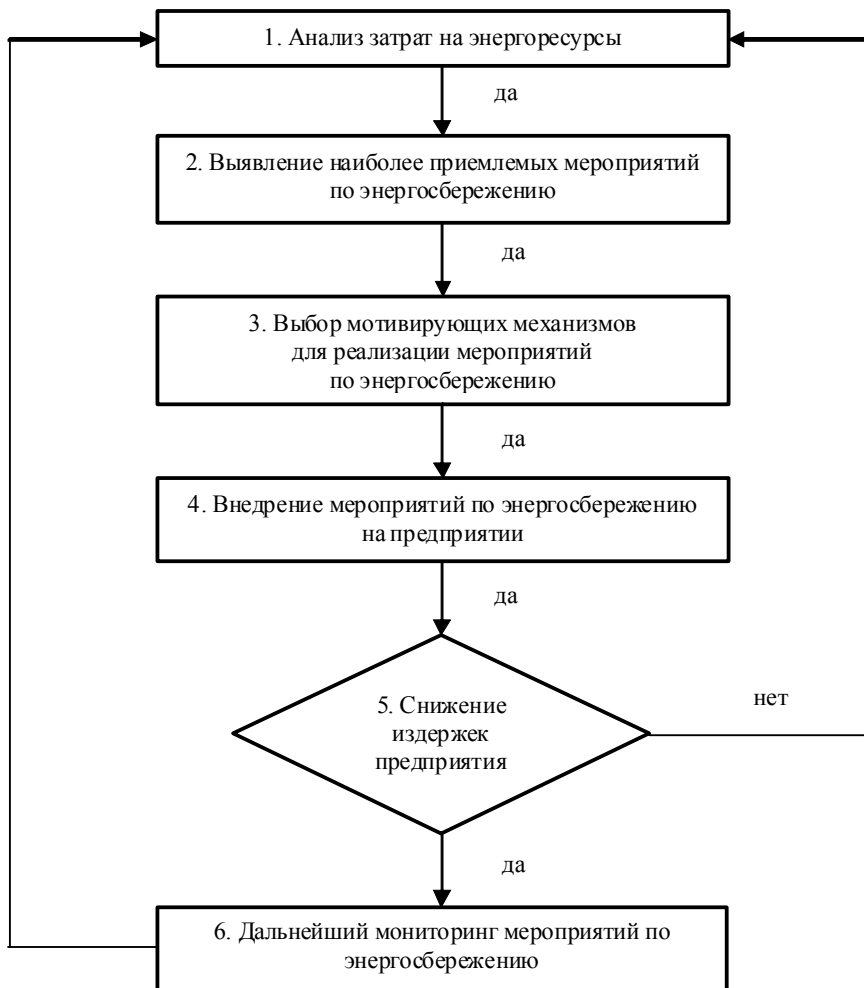 1. Анализ затрат на энергоресурсы
да
2. Выявление наиболее приемлемых мероприятий
по энергосбережению
да
3. Выбор мотивирующих механизмов
для реализации мероприятий
по энергосбережению
да
4. Внедрение мероприятий по энергосбережению
на предприятии
да
5. Снижение
издержек
предприятия
нет
да
6. Дальнейший мониторинг мероприятий по
энергосбережению